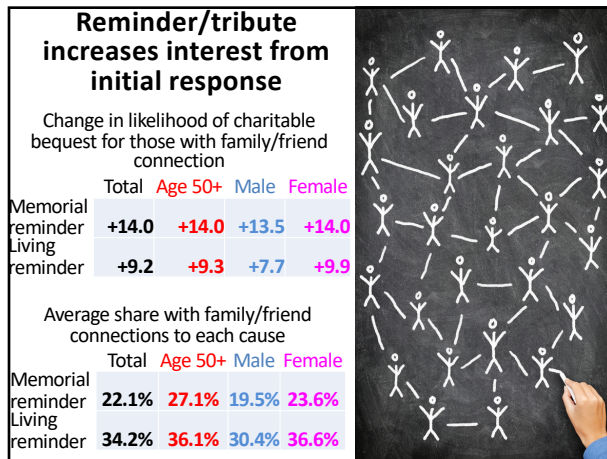 Reminder/tribute
increases interest from
initial response
Change in likelihood of charitable
bequest for those with family/friend
connection
Total Age 50+ Male Female
Memorial
reminder +14.0 +14.0 +13.5 +14.0
Living
reminder +9.2 +9.3 +7.7 +9.9
Average share with family/friend
connections to each cause
Total Age 50+ Male Female
Memorial
reminder 22.1% 27.1% 19.5% 23.6%
Living
reminder 34.2% 36.1% 30.4% 36.6%